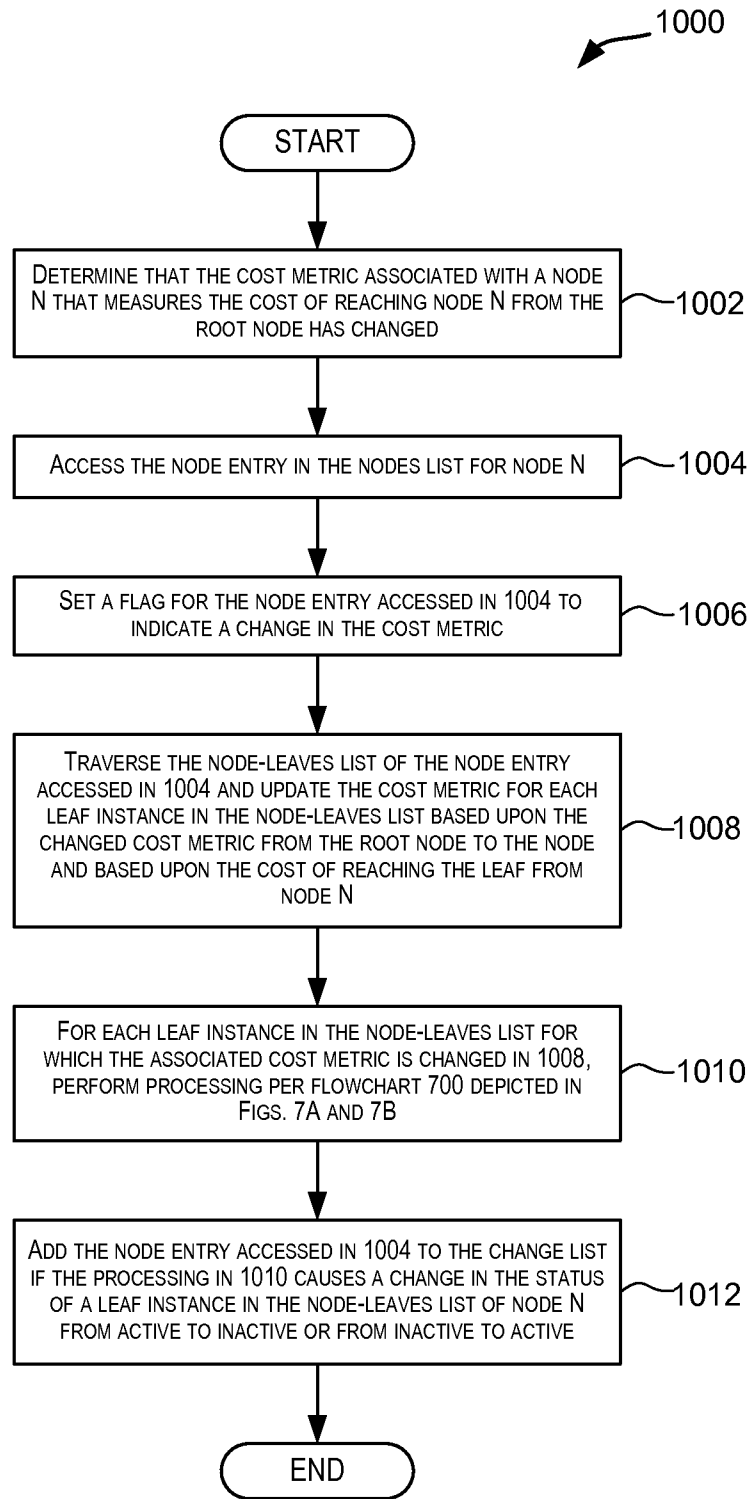 1000
START
DETERMINE THAT THE COST METRIC ASSOCIATED WITH A NODE
N THAT MEASURES THE COST OF REACHING NODE N FROM THE
ROOT NODE HAS CHANGED
1002
ACCESS THE NODE ENTRY IN THE NODES LIST FOR NODE N
1004
SET A FLAG FOR THE NODE ENTRY ACCESSED IN 1004 TO
INDICATE A CHANGE IN THE COST METRIC
1006
TRAVERSE THE NODE-LEAVES LIST OF THE NODE ENTRY
ACCESSED IN 1004 AND UPDATE THE COST METRIC FOR EACH
LEAF INSTANCE IN THE NODE-LEAVES LIST BASED UPON THE
CHANGED COST METRIC FROM THE ROOT NODE TO THE NODE
AND BASED UPON THE COST OF REACHING THE LEAF FROM
NODE N
1008
FOR EACH LEAF INSTANCE IN THE NODE-LEAVES LIST FOR
WHICH THE ASSOCIATED COST METRIC IS CHANGED IN 1008,
PERFORM PROCESSING PER FLOWCHART 700 DEPICTED IN
FIGS. 7A AND 7B
1010
ADD THE NODE ENTRY ACCESSED IN 1004 TO THE CHANGE LIST
IF THE PROCESSING IN 1010 CAUSES A CHANGE IN THE STATUS
OF A LEAF INSTANCE IN THE NODE-LEAVES LIST OF NODE N
FROM ACTIVE TO INACTIVE OR FROM INACTIVE TO ACTIVE
1012
END